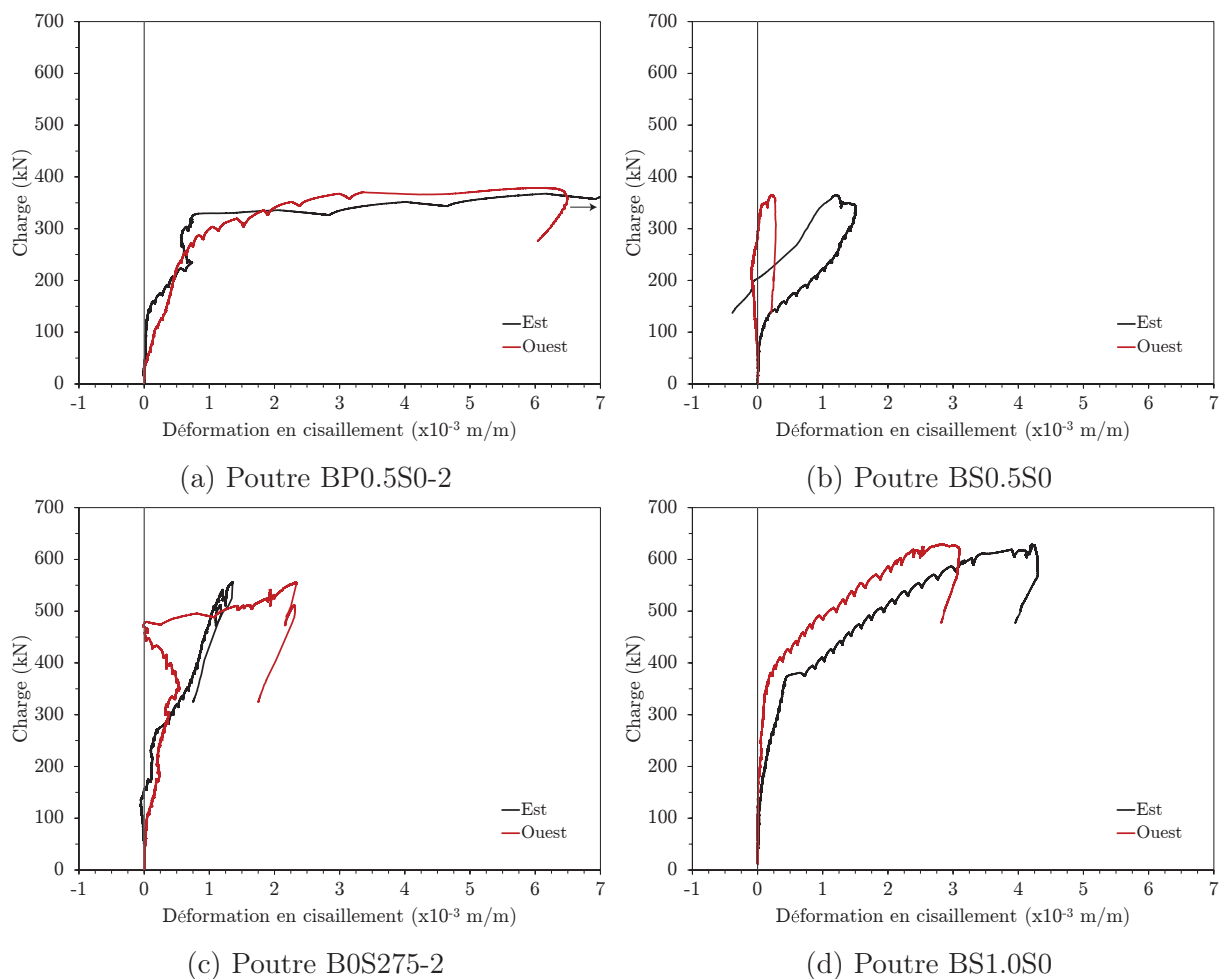 700
600
500
400
300
200
100
0
Charge (kN)
-1 0 1 2 3 4 5 6 7
Déformation en cisaillement (x10-3 m/m)
Est
Ouest
(a) Poutre BP0.5S0-2
700
600
500
400
300
200
100
0
Charge (kN)
-1 0 1 2 3 4 5 6 7
Déformation en cisaillement (x10-3 m/m)
Est
Ouest
(b) Poutre BS0.5S0
700
600
500
400
300
200
100
0
Charge (kN)
-1 0 1 2 3 4 5 6 7
Déformation en cisaillement (x10-3 m/m)
Est
Ouest
(c) Poutre B0S275-2
700
600
500
400
300
200
100
0
Charge (kN)
-1 0 1 2 3 4 5 6 7
Déformation en cisaillement (x10-3 m/m)
Est
Ouest
(d) Poutre BS1.0S0